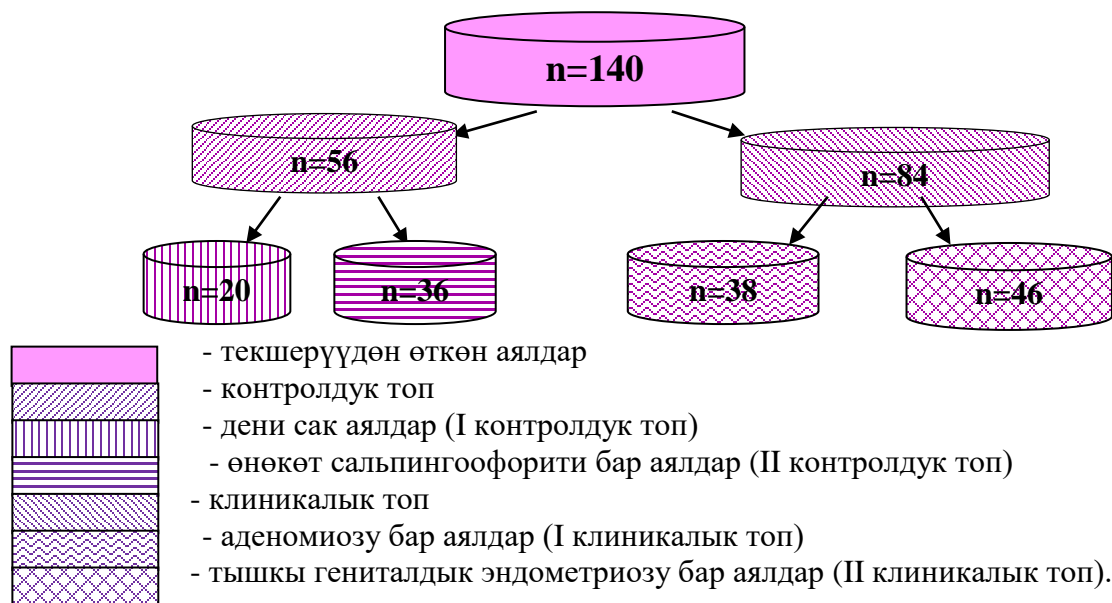 n=140
n=56
n=84
n=20
n=36
n=38
n=46
- текшерүүдөн өткөн аялдар
- контролдук топ
- дени сак аялдар (I контролдук топ)
- өнөкөт сальпингоофорити бар аялдар (II контролдук топ)
- клиникалык топ
- аденомиозу бар аялдар (I клиникалык топ)
- тышкы гениталдык эндометриозу бар аялдар (II клиникалык топ).